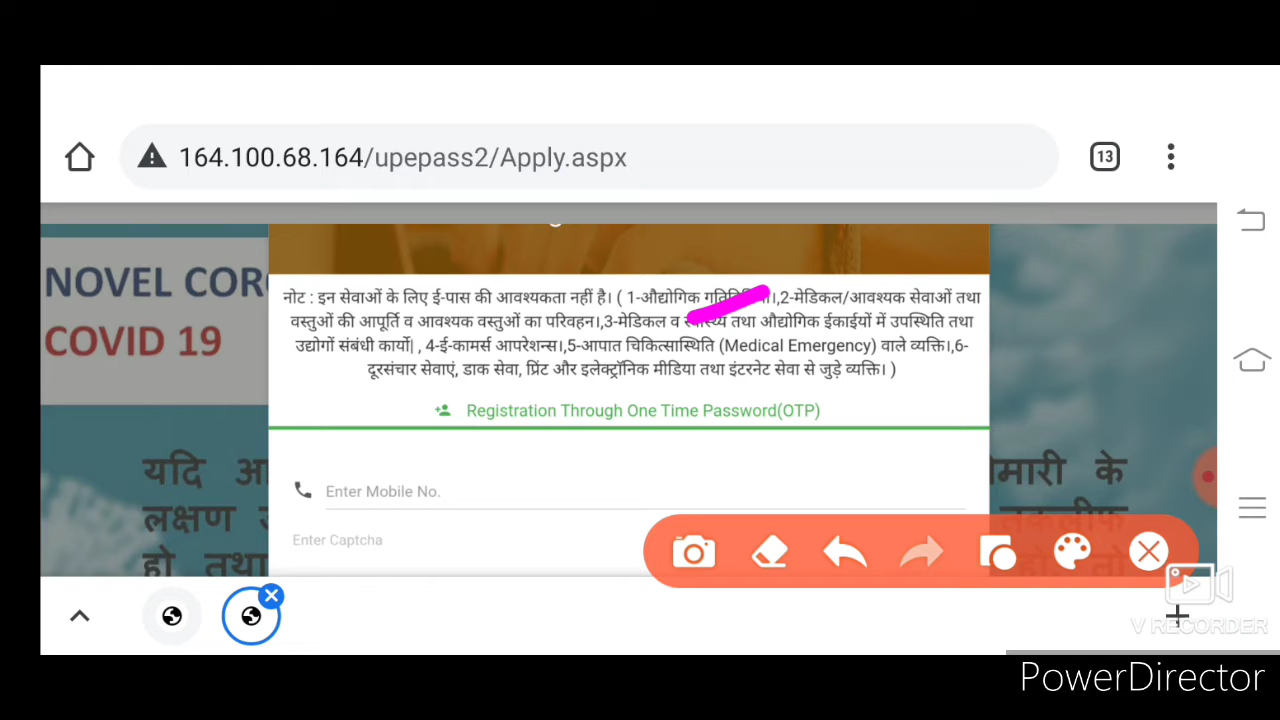 164.100.68.164/upepass2/Apply.aspx
13
NOVEL COR
COVID 19
नोट : इन सेवाओं के लिए ई-पास की आवश्यकता नहीं है। ( 1-औद्योगिक 2-मेडिकल/आवश्यक सेवाओं तथा
वस्तुओं की आपूर्ति व आवश्यक वस्तुओं का परिवहन।,3-मेडिकल व स्वास्थ्य तथा औद्योगिक ईकाईयों में उपस्थिति तथा
उद्योगों संबंधी कार्यो| , 4-ई-कामर्स आपरेशन्स।,5-आपात चिकित्सास्थिति (Medical Emergency) वाले व्यक्ति।,6-
दूरसंचार सेवाएं, डाक सेवा, प्रिंट और इलेक्ट्रॉनिक मीडिया तथा इंटरनेट सेवा से जुड़े व्यक्ति। )
Registration Through One Time Password(OTP)
यदि
मारी के
लक्षण
तकलीफ
Enter Mobile No.
Enter Captcha
हो, तथा
हो, तो
V RECORDER
PowerDirector